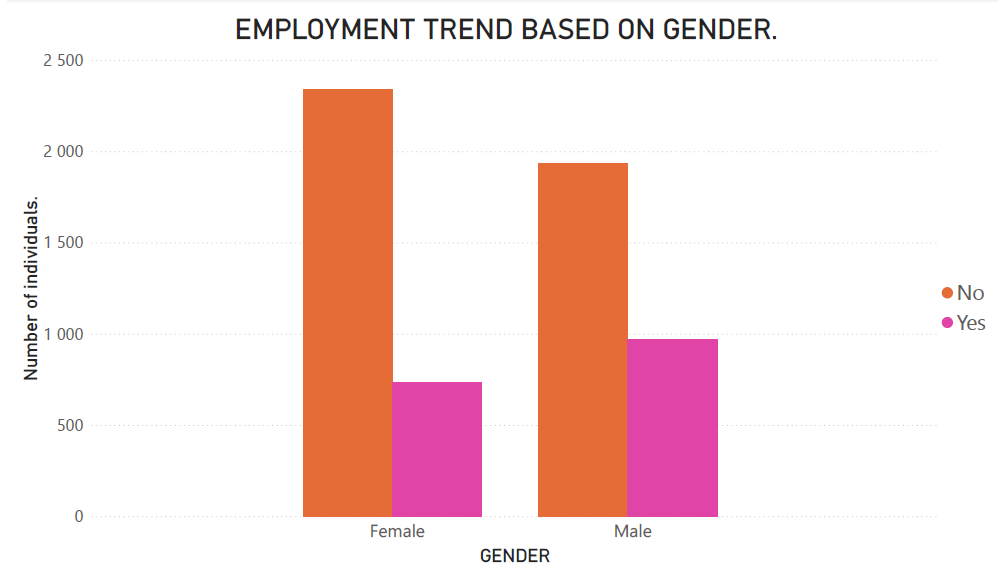 EMPLOYMENT TREND BASED ON GENDER.
2 500
2 000
1 500
1 000
500
0
Number of individuals.
Female
Male
GENDER
No
Yes